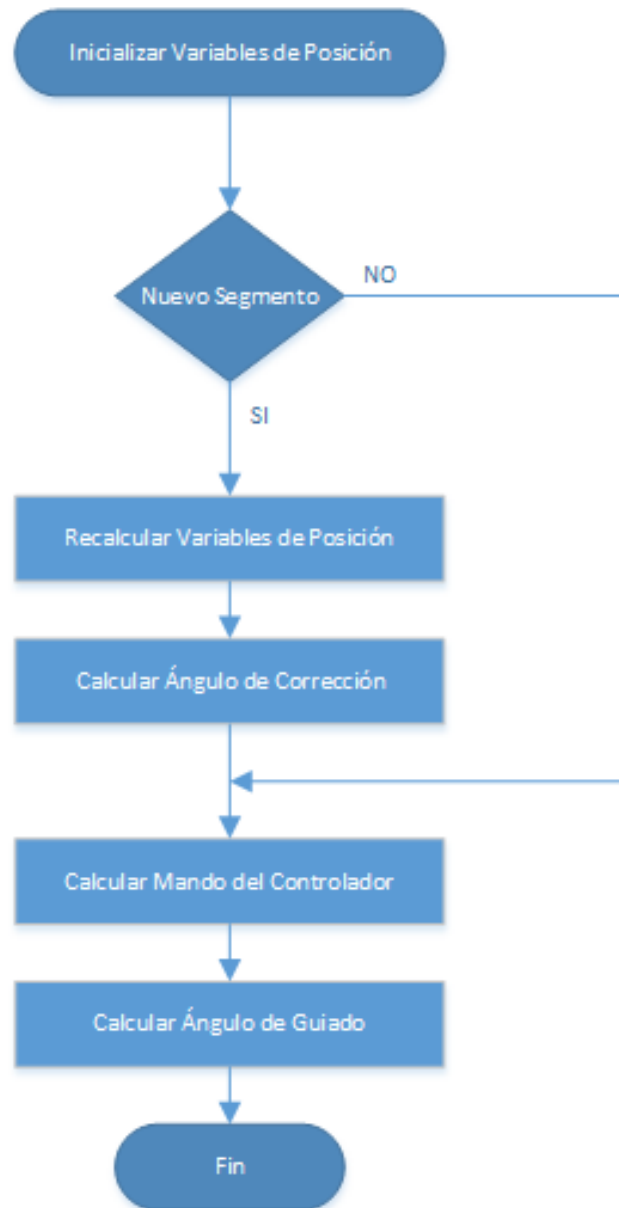 Inicializar Variables de Posición
Nuevo Segmento
NO
SI
Recalcular Variables de Posición
Calcular Ángulo de Corrección
Calcular Mando del Controlador
Calcular Ángulo de Guiado
Fin